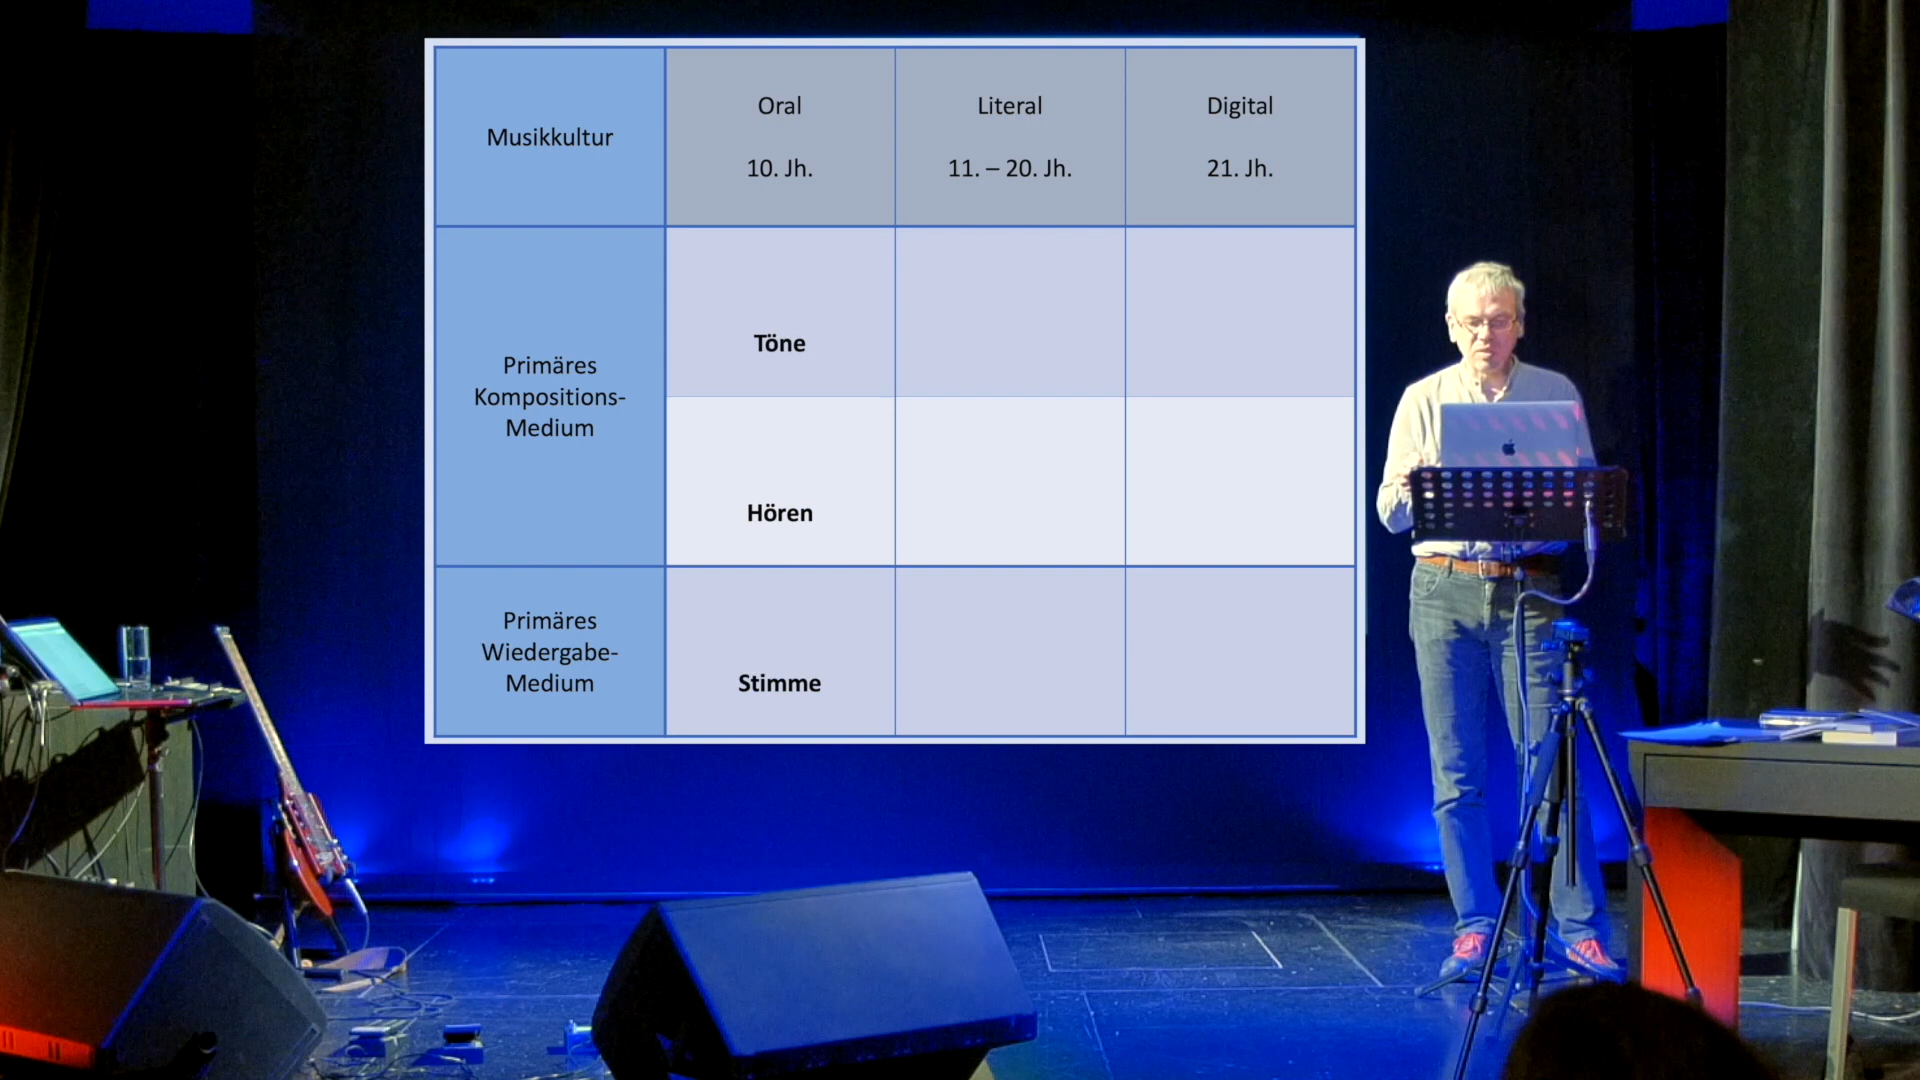 Musikkultur
Oral
10. Jh.
Literal
11. – 20. Jh.
Digital
21. Jh.
Primäres
Kompositions-
Medium
Töne
Hören
Primäres
Wiedergabe-
Medium
Stimme